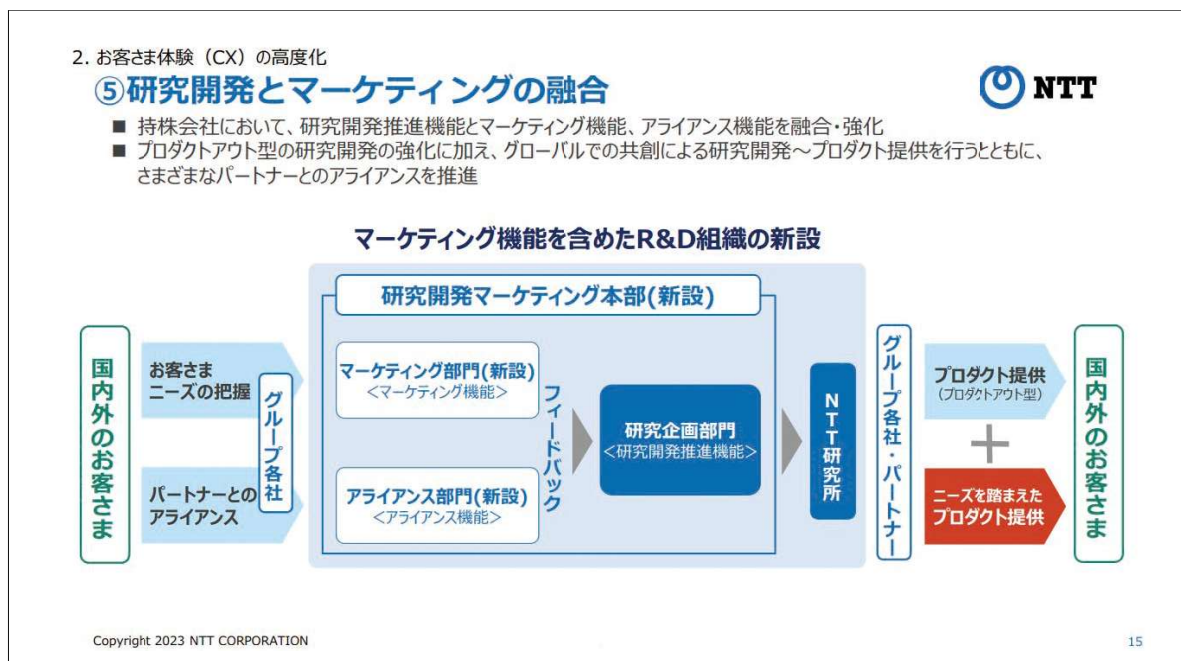 2. お客さま体験（CX）の高度化
⑤研究開発とマーケティングの融合
NTT
■ 持株会社において、研究開発推進機能とマーケティング機能、アライアンス機能を融合・強化
■ プロダクトアウト型の研究開発の強化に加え、グローバルでの共創による研究開発～プロダクト提供を行うとともに、
さまざまなパートナーとのアライアンスを推進
マーケティング機能を含めたR&D組織の新設
研究開発マーケティング本部(新設)
国内外のお客さま
お客さま
ニーズの把握
パートナーとの
アライアンス
グループ各社
マーケティング部門(新設)
<マーケティング機能>
アライアンス部門(新設)
<アライアンス機能>
フィードバック
研究企画部門
<研究開発推進機能>
NTT研究所
グループ各社・パートナー
プロダクト提供
(プロダクトアウト型)
＋
ニーズを踏まえた
プロダクト提供
国内外のお客さま
Copyright 2023 NTT CORPORATION
15